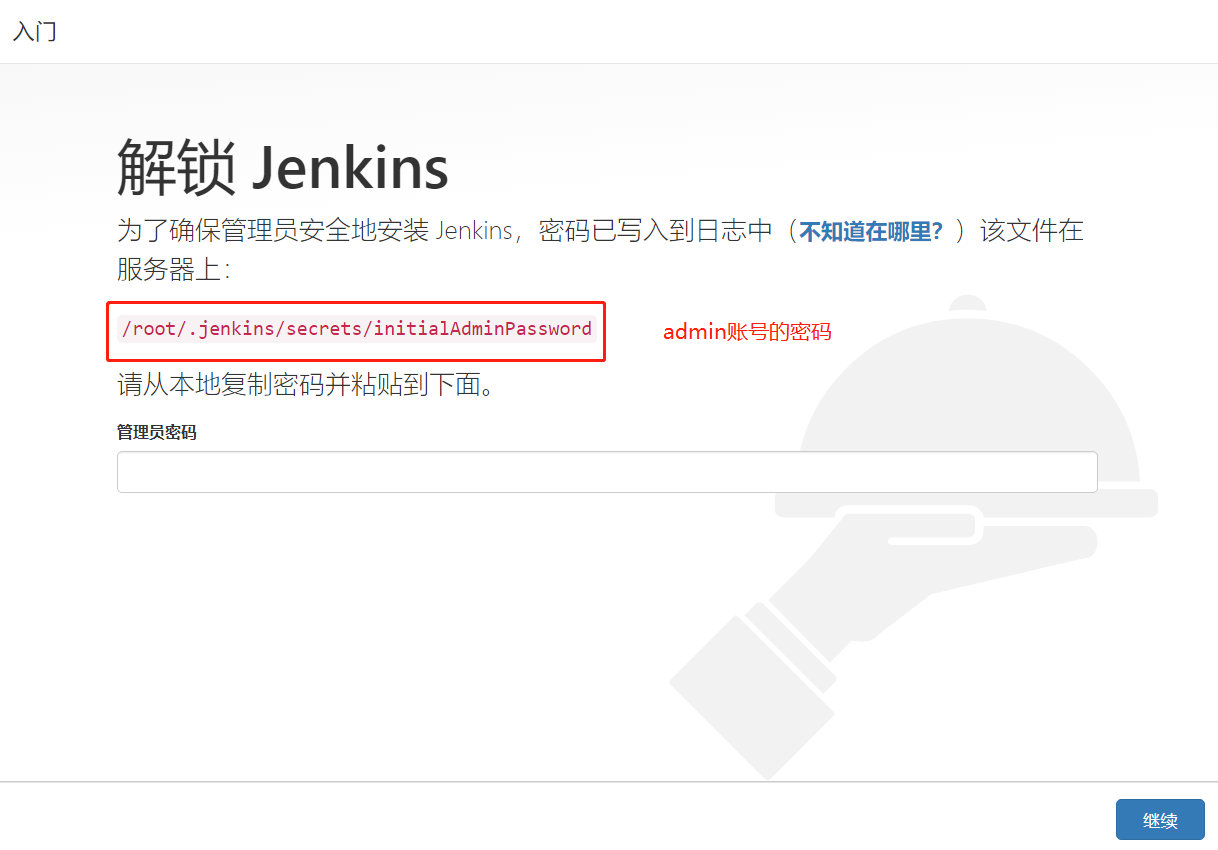 入门
解锁 Jenkins
为了确保管理员安全地安装 Jenkins，密码已写入到日志中（不知道在哪里？）该文件在
服务器上：
/root/.jenkins/secrets/initialAdminPassword
admin账号的密码
请从本地复制密码并粘贴到下面。
管理员密码
继续